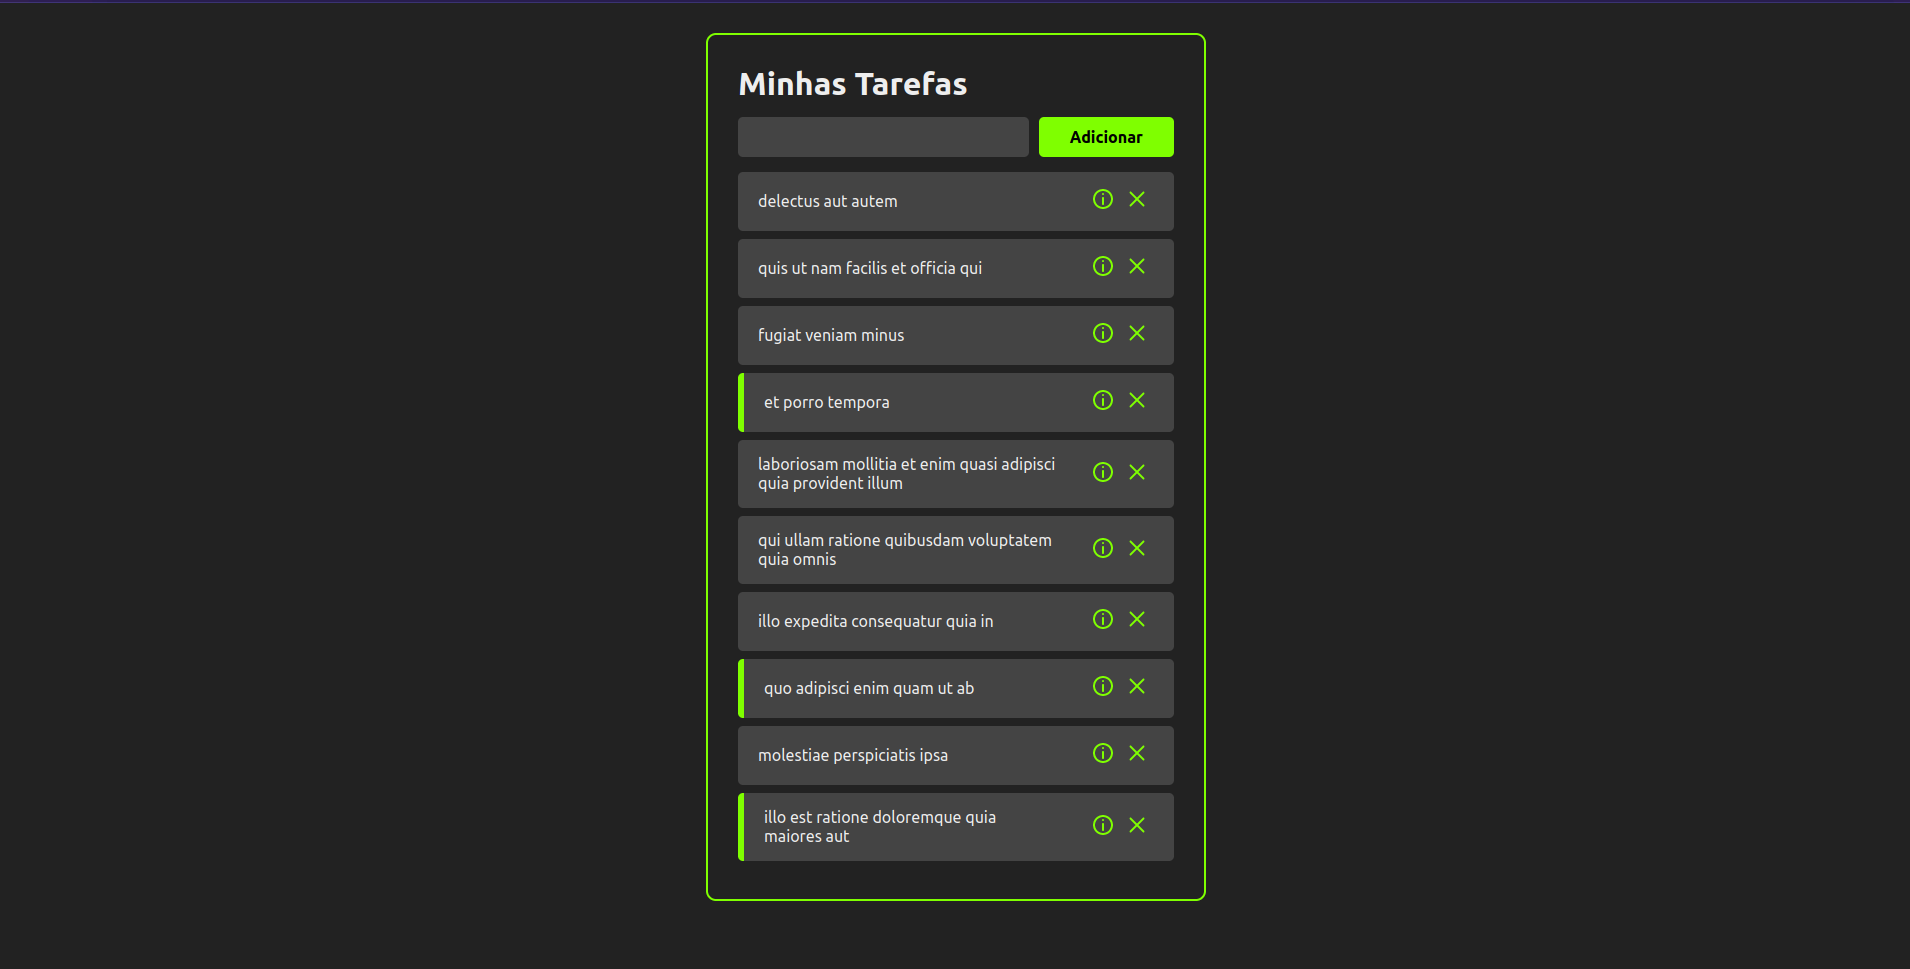 Minhas Tarefas
Adicionar
delectus aut autem
quis ut nam facilis et officia qui
fugiat veniam minus
et porro tempora
laboriosam mollitia et enim quasi adipisci
quia provident illum
qui ullam ratione quibusdam voluptatem
quia omnis
illo expedita consequatur quia in
quo adipisci enim quam ut ab
molestiae perspiciatis ipsa
illo est ratione doloremque quia
maiores aut